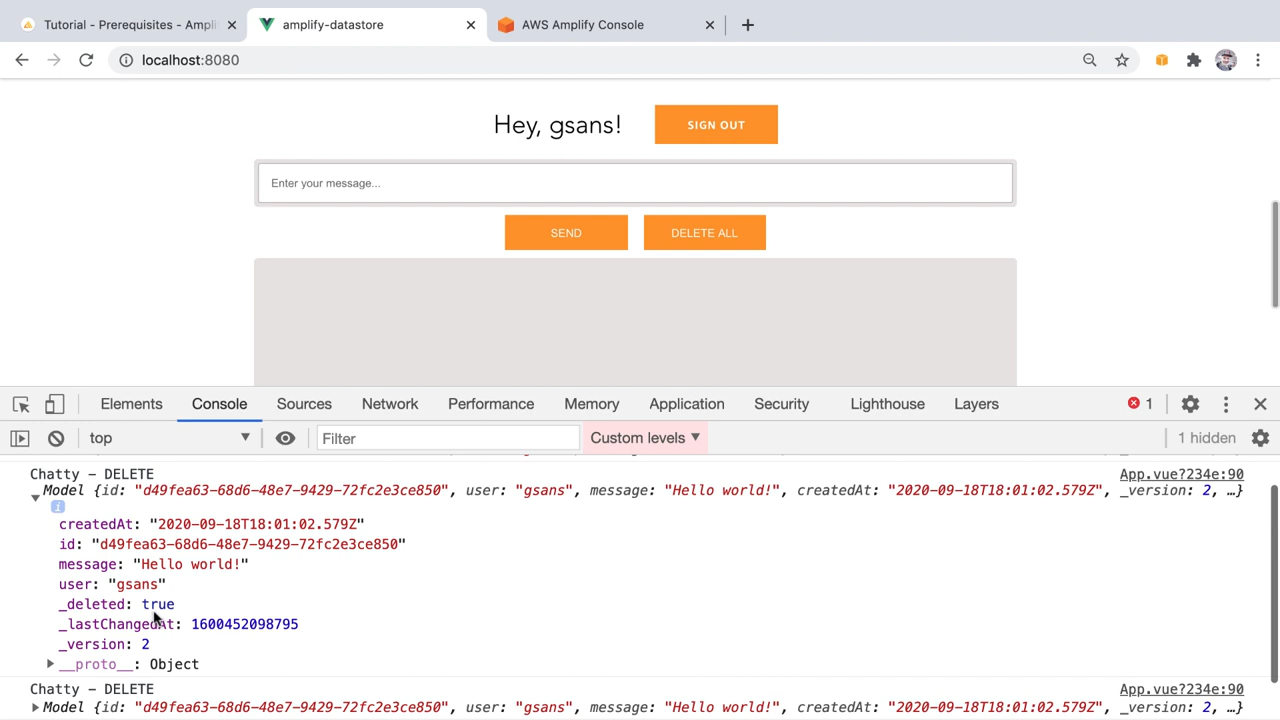 Tutorial - Prerequisites - Ampli
amplify-datastore
AWS Amplify Console
localhost:8080
Hey, gsans!
SIGN OUT
Enter your message...
SEND
DELETE ALL
Elements
Console
Sources
Network
Performance
Memory
Application
Security
Lighthouse
Layers
1
top
Filter
Custom levels
1 hidden
Chatty – DELETE
App.vue?234e:90
Model {id: "d49fea63-68d6-48e7-9429-72fc2e3ce850", user: "gsans", message: "Hello world!", createdAt: "2020-09-18T18:01:02.579Z", _version: 2, …}
i
createdAt: "2020-09-18T18:01:02.579Z"
id: "d49fea63-68d6-48e7-9429-72fc2e3ce850"
message: "Hello world!"
user: "gsans"
_deleted: true
_lastChangedAt: 1600452098795
_version: 2
__proto__: Object
Chatty – DELETE
App.vue?234e:90
Model {id: "d49fea63-68d6-48e7-9429-72fc2e3ce850", user: "gsans", message: "Hello world!", createdAt: "2020-09-18T18:01:02.579Z", _version: 2, …}